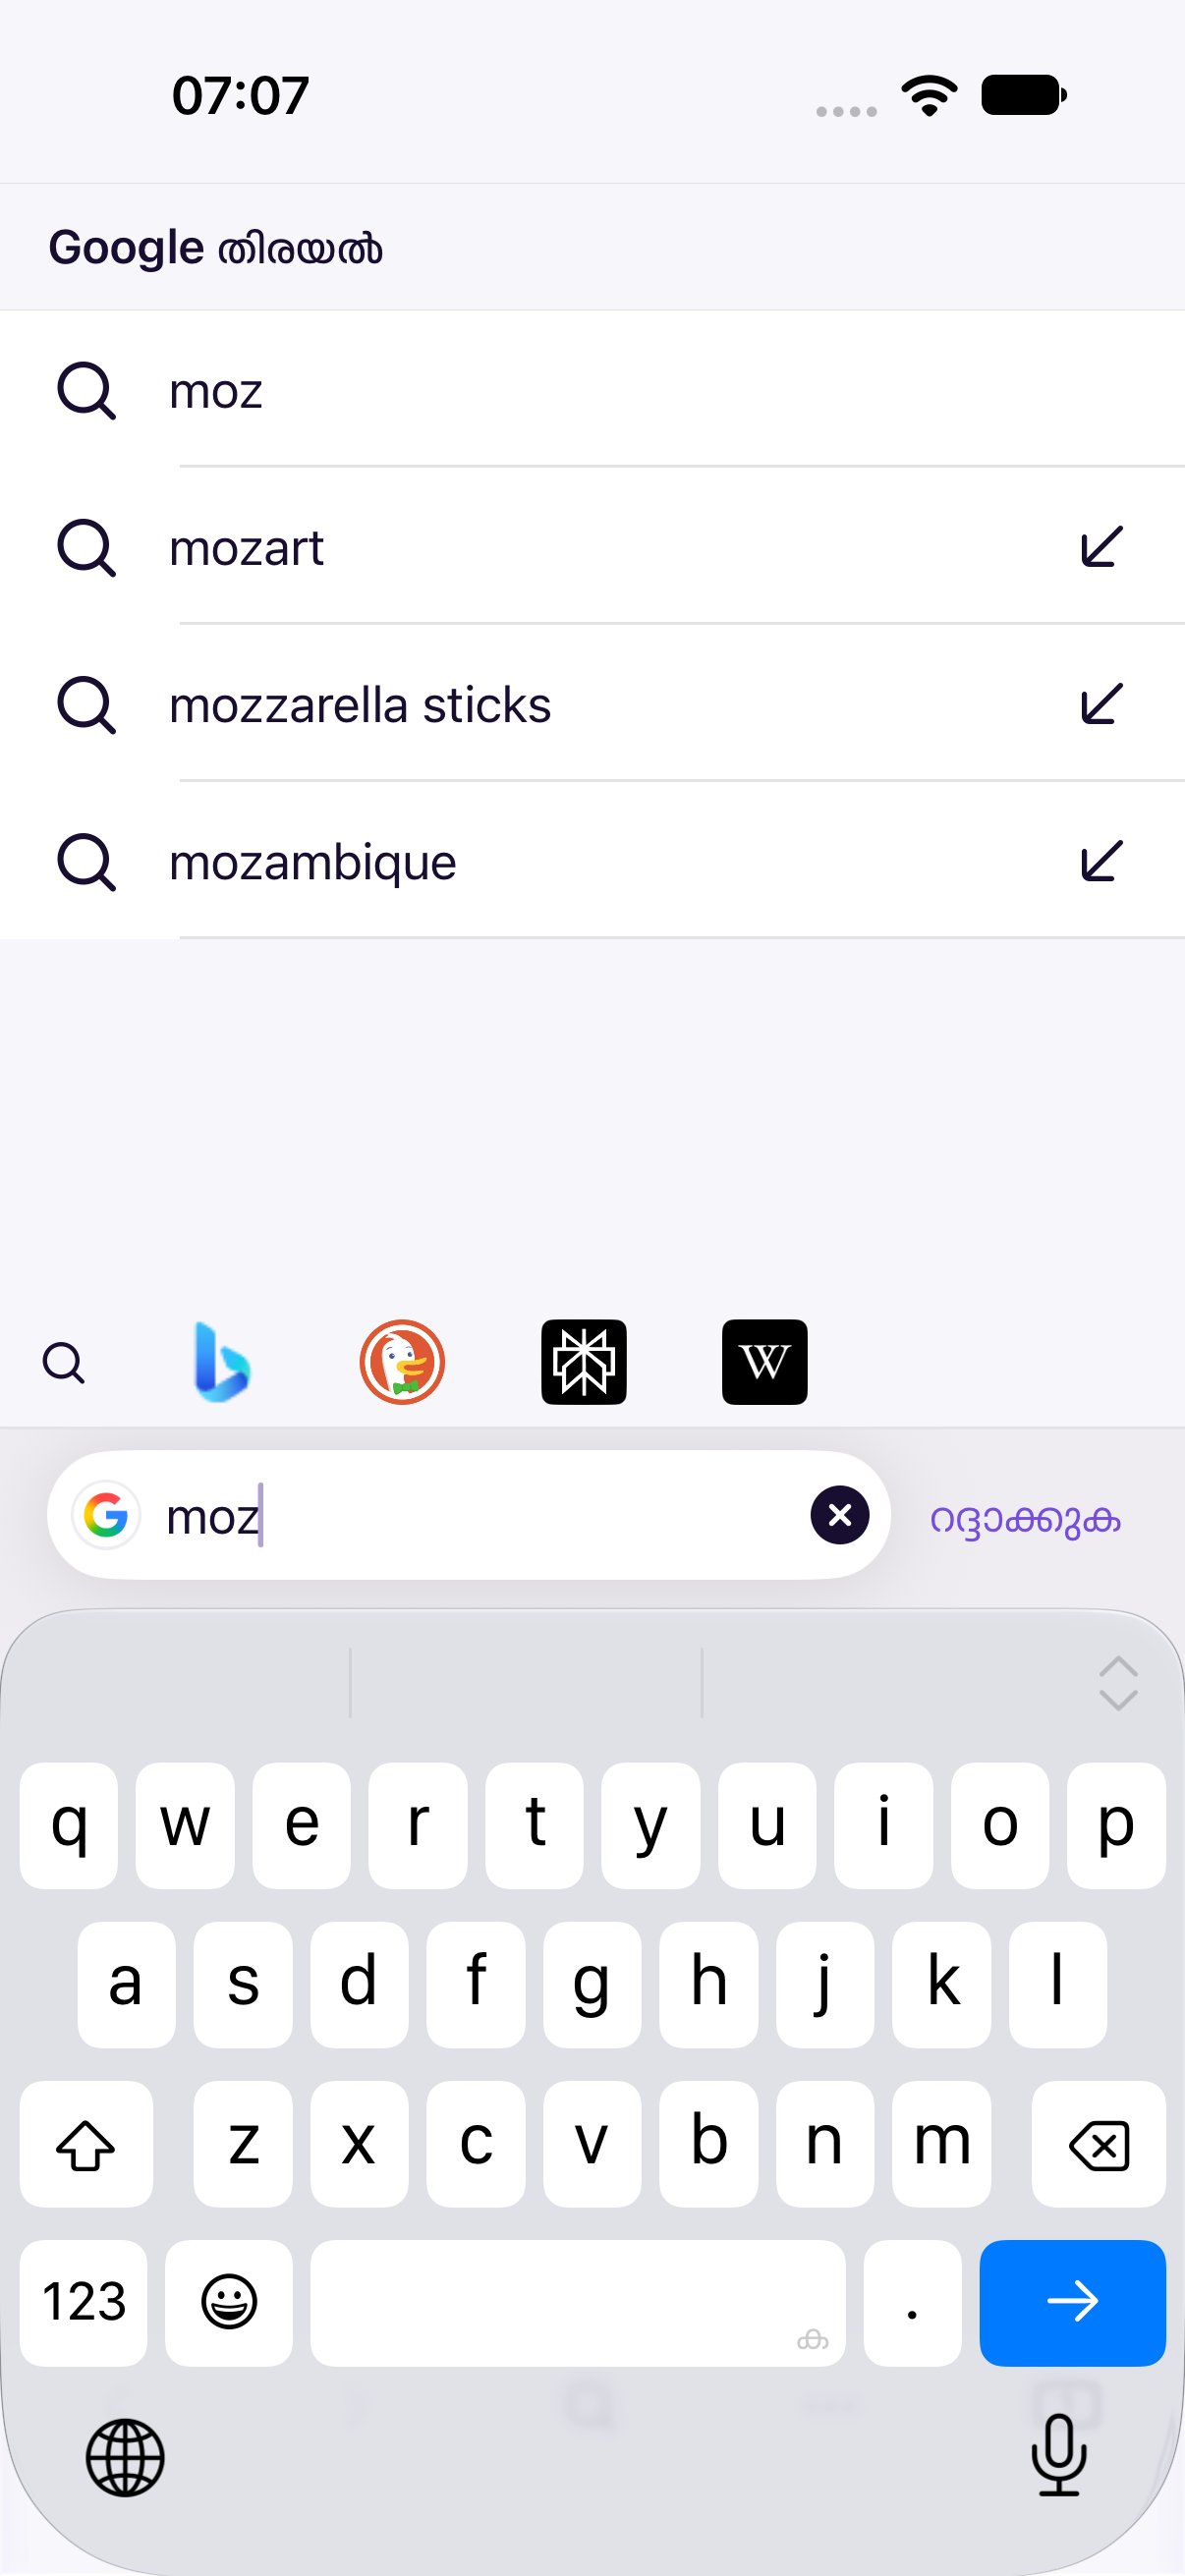 07:07
Google തിരയൽ
moz
mozart
mozzarella sticks
mozambique
W
moz
റദ്ദാക്കുക
q w e r t y u i o p
a s d f g h j k l
z x c v b n m
123 .
ക